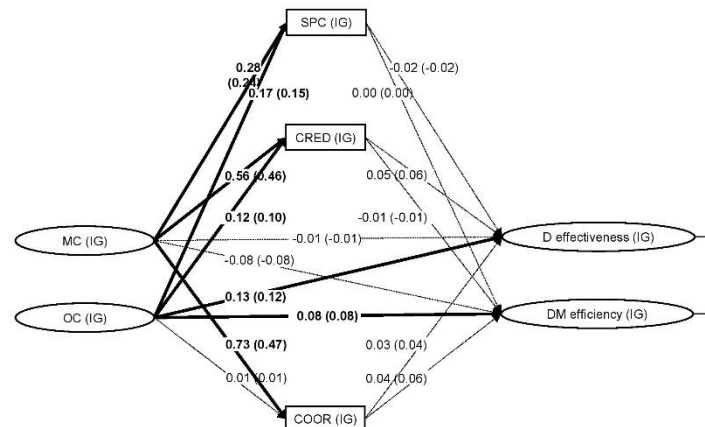 SPC (IG)
0.28
(0.24)
-0.02 (-0.02)
0.17 (0.15)
0.00 (0.00)
CRED (IG)
0.56 (0.46)
0.05 (0.06)
0.12 (0.10)
-0.01 (-0.01)
MC (IG)
-0.01 (-0.01)
D effectiveness (IG)
-0.08 (-0.08)
0.13 (0.12)
OC (IG)
0.08 (0.08)
DM efficiency (IG)
0.73 (0.47)
0.03 (0.04)
0.01 (0.01)
0.04 (0.06)
COOR (IG)